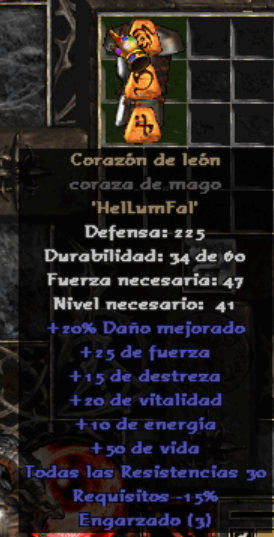 Corazón de león
coraza de mago
'HelLumFal'
Defensa: 225
Durabilidad: 34 de 60
Fuerza necesaria: 47
Nivel necesario: 41
+20% Daño mejorado
+25 de fuerza
+15 de destreza
+20 de vitalidad
+10 de energía
+50 de vida
Todas las Resistencias 30
Requisitos -15%
Engarzado (3)